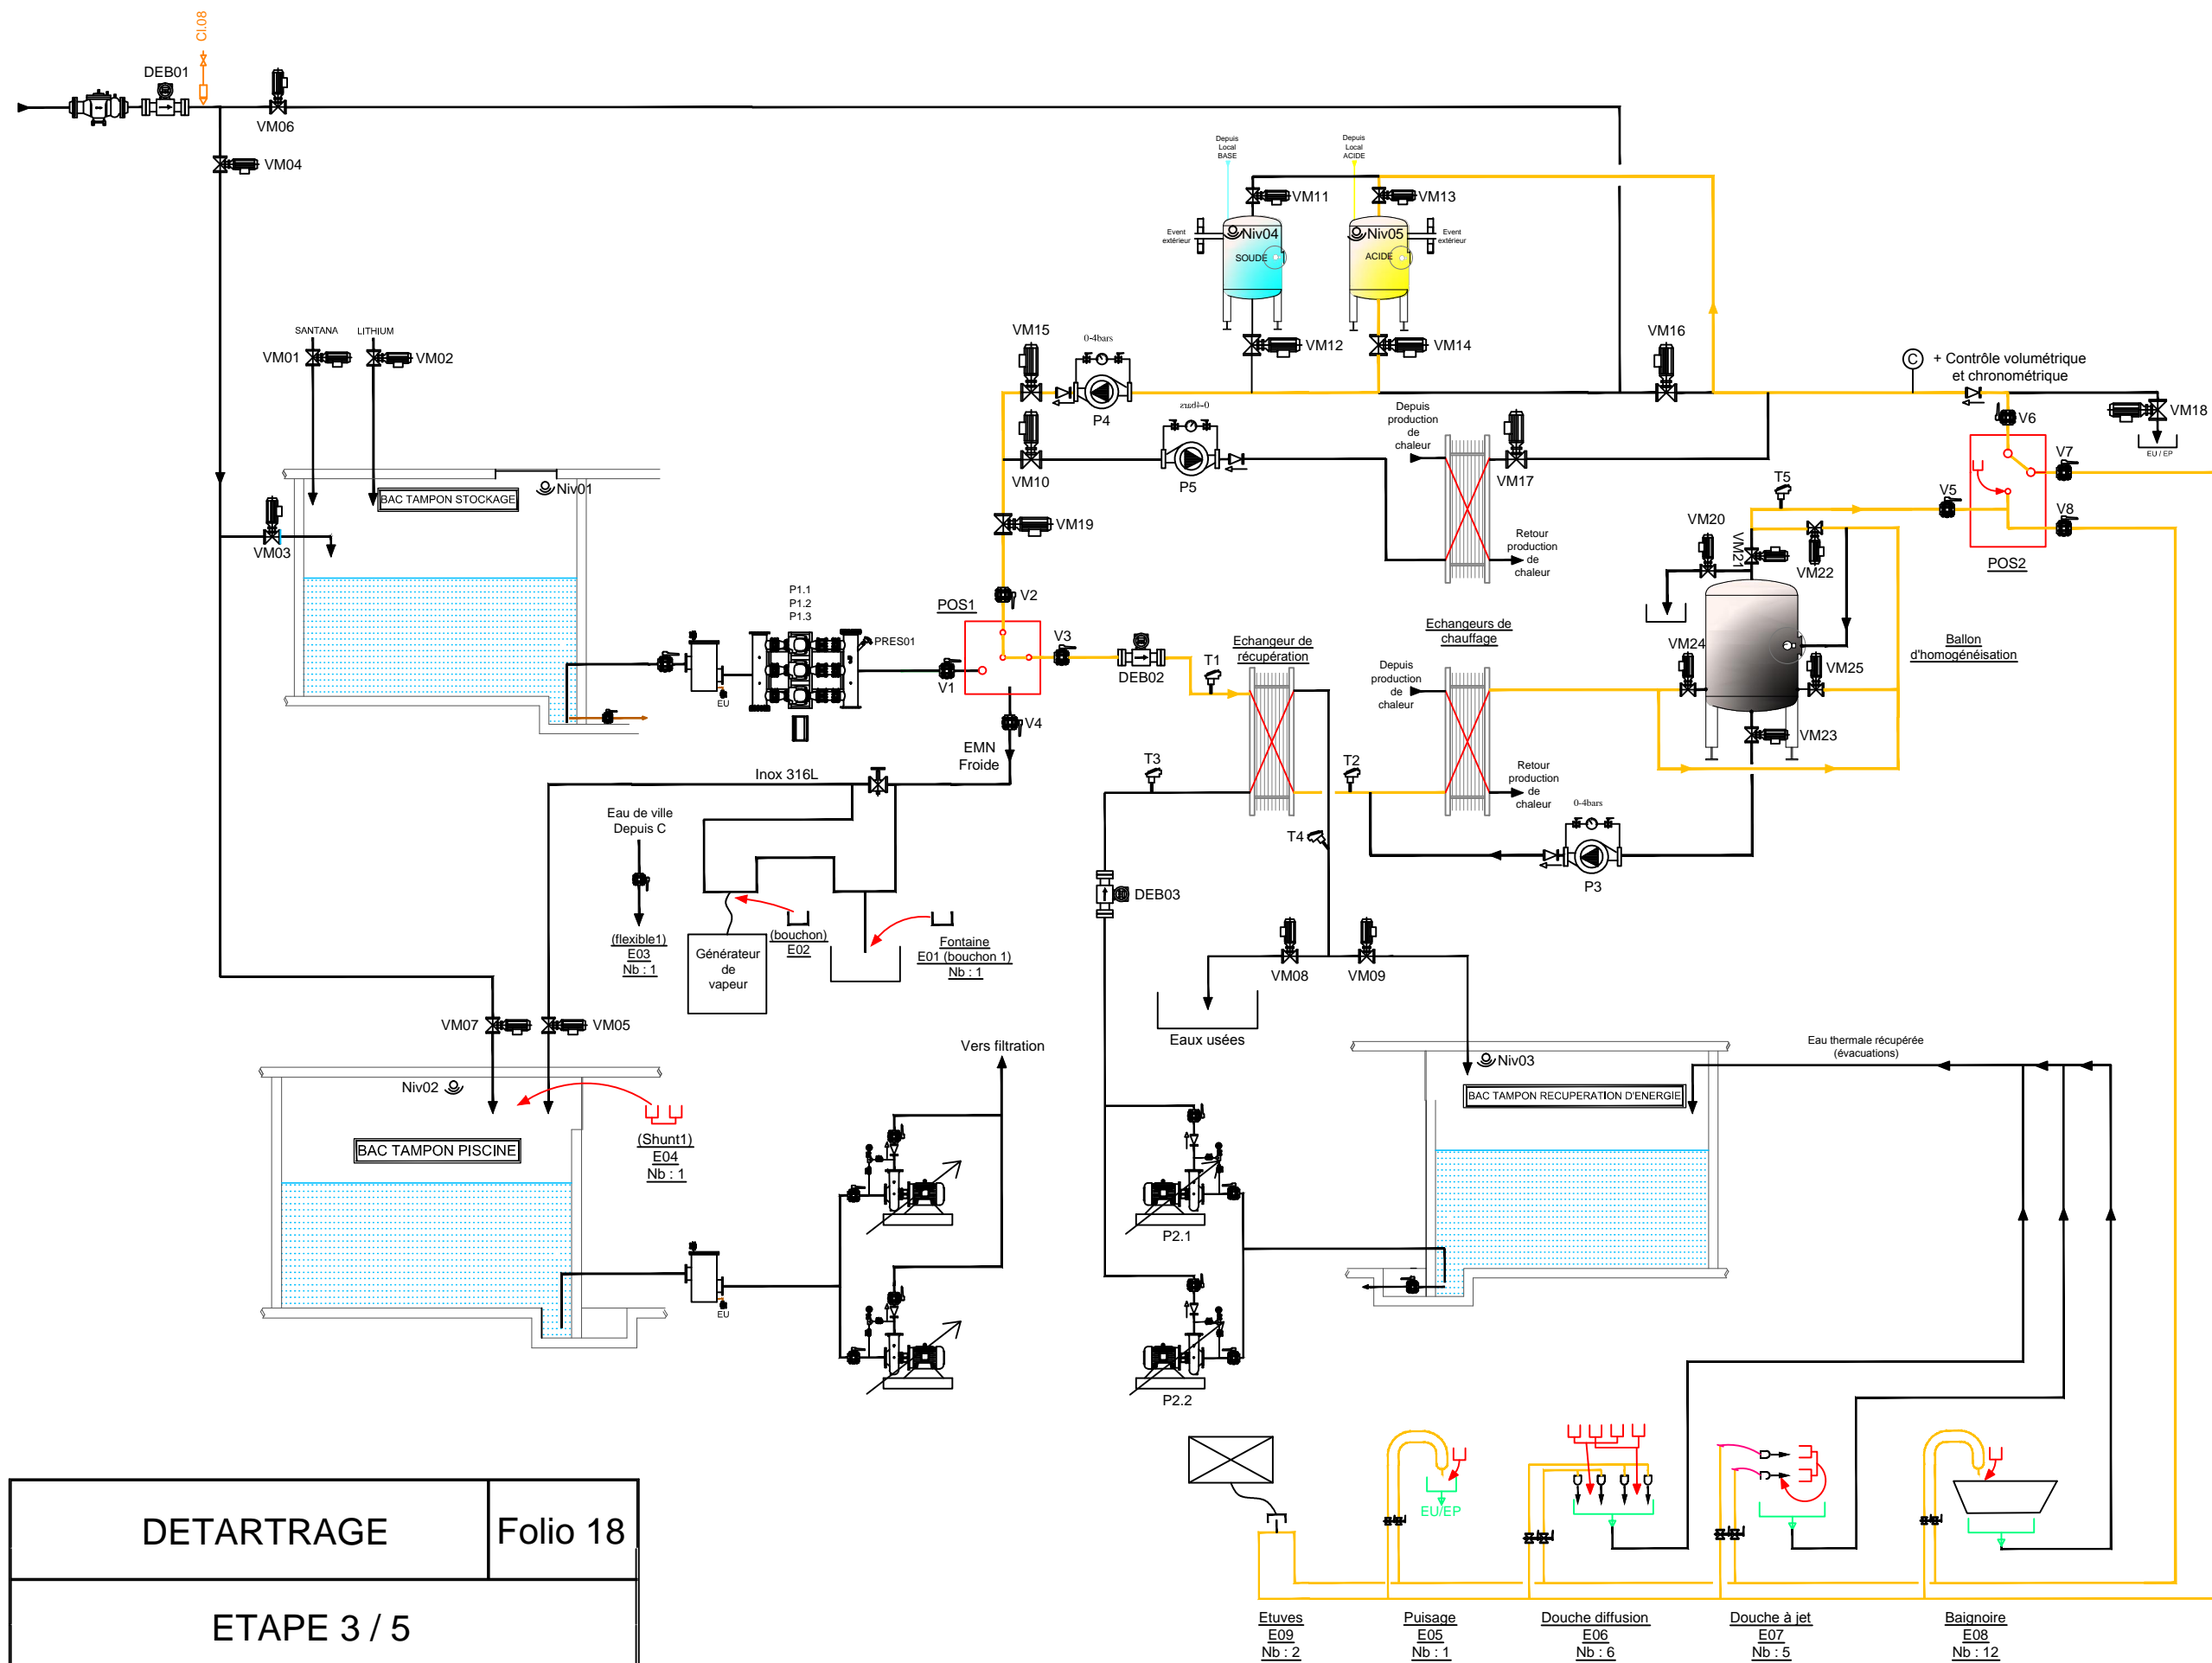 CI.08
DEB01
VM06
VM04
Depuis
Local
BASE
Depuis
Local
ACIDE
VM11
VM13
Event
extérieur
Niv04
Niv05
Event
extérieur
SOUDE
ACIDE
SANTANA
LITHIUM
VM01
VM02
VM15
0-4bars
VM12
VM14
VM16
C
+ Contrôle volumétrique
et chronométrique
VM18
EU / EP
P4
0-4bars
Depuis
production
de
chaleur
V6
V7
BAC TAMPON STOCKAGE
Niv01
VM10
P5
VM17
T5
V5
V8
VM03
VM19
VM20
VM21
VM22
POS2
Retour
production
de
chaleur
P1.1
P1.2
P1.3
POS1
V2
PRES01
V3
V1
DEB02
T1
Echangeur de
récupération
Echangeurs de
chauffage
VM24
VM25
Ballon
d'homogénéisation
EU
Depuis
production
de
chaleur
V4
VM23
EMN
Froide
Inox 316L
T3
T2
Retour
production
de
chaleur
0-4bars
Eau de ville
Depuis C
T4
P3
DEB03
(flexible1)
E03
Nb : 1
Générateur
de
vapeur
(bouchon)
E02
Fontaine
E01 (bouchon 1)
Nb : 1
VM08
VM09
VM07
VM05
Eaux usées
Vers filtration
Niv02
Niv03
Eau thermale récupérée
(évacuations)
BAC TAMPON RECUPERATION D'ENERGIE
(Shunt1)
E04
Nb : 1
BAC TAMPON PISCINE
P2.1
EU
P2.2
EU/EP
DETARTRAGE
Folio 18
ETAPE 3 / 5
Etuves
E09
Nb : 2
Puisage
E05
Nb : 1
Douche diffusion
E06
Nb : 6
Douche à jet
E07
Nb : 5
Baignoire
E08
Nb : 12